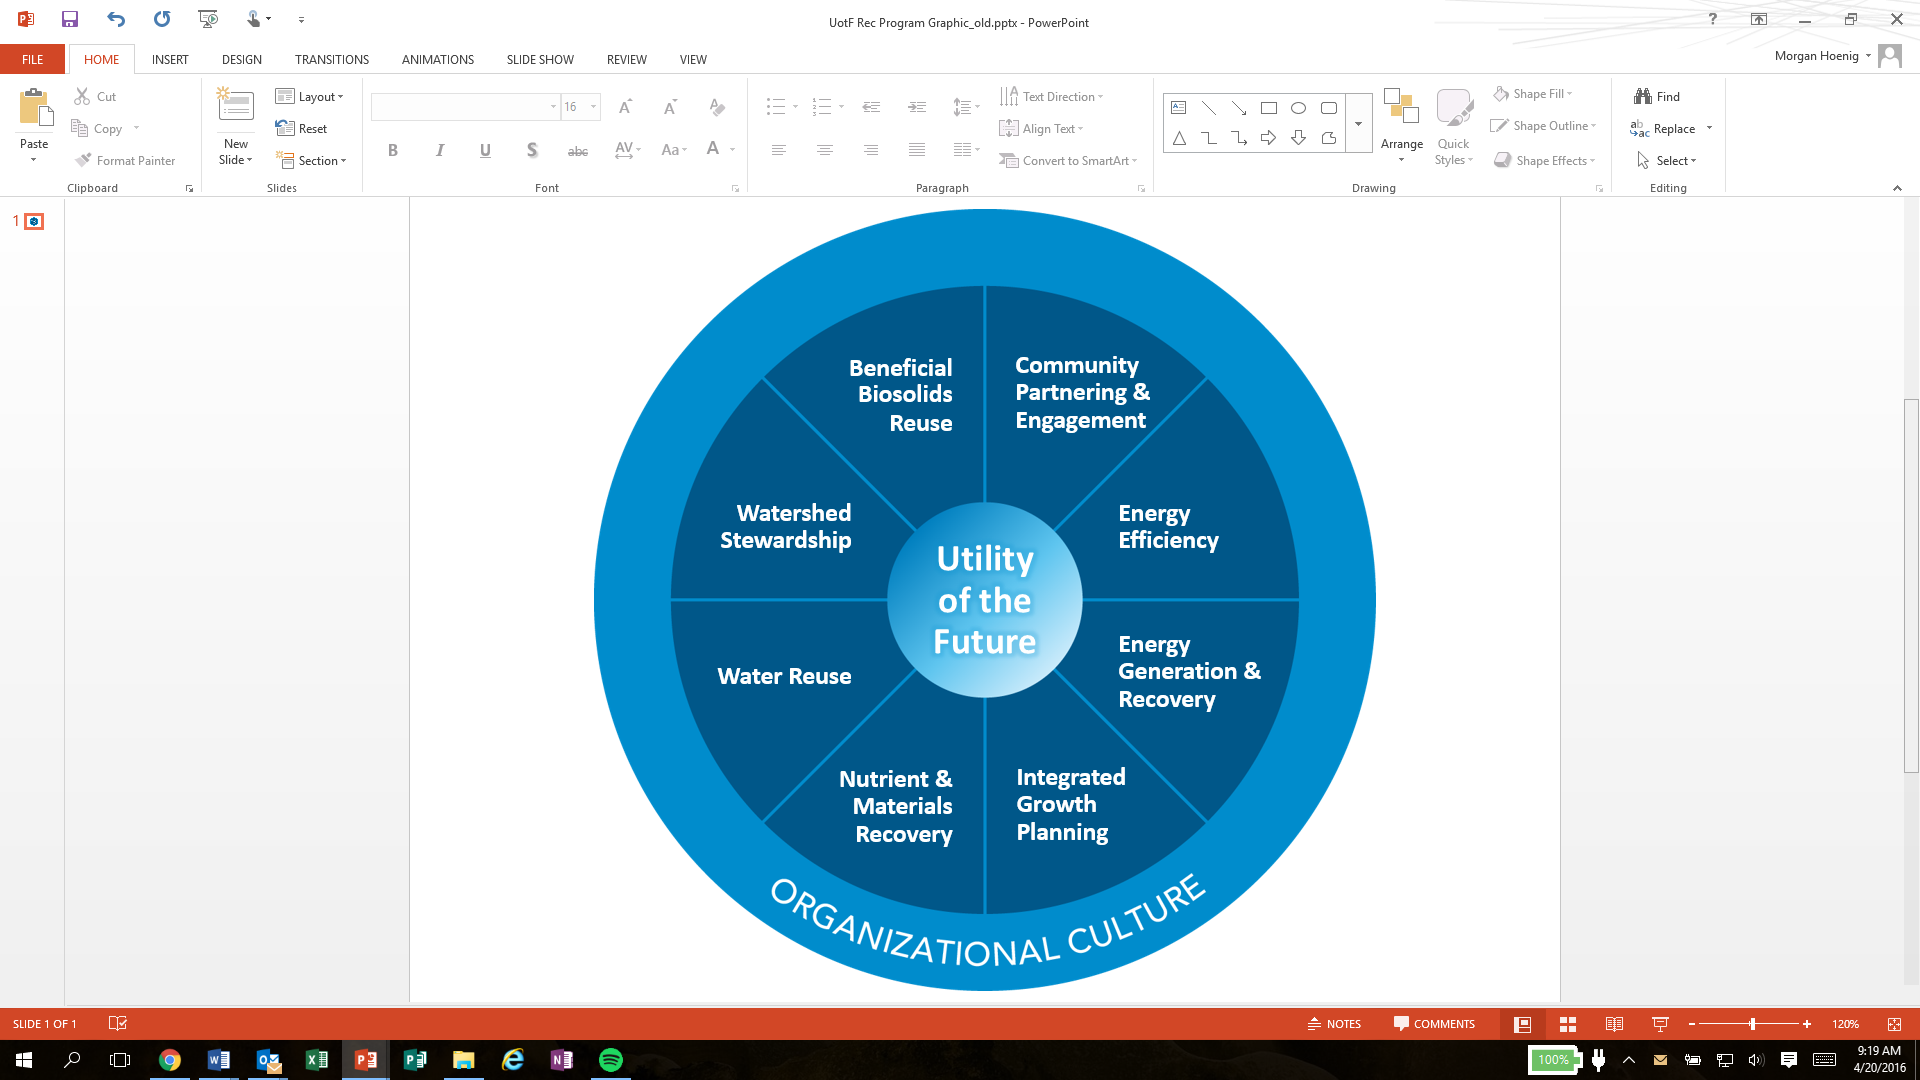 UotF Rec Program Graphic_old.pptx - PowerPoint
?
FILE
HOME
INSERT
DESIGN
TRANSITIONS
ANIMATIONS
SLIDE SHOW
REVIEW
VIEW
Morgan Hoenig
Paste
Cut
Copy
Format Painter
Clipboard
New
Slide
Layout
Reset
Section
Slides
16
B I U S abc AV Aa A
Font
Text Direction
Align Text
Convert to SmartArt
Paragraph
Arrange
Quick
Styles
Shape Fill
Shape Outline
Shape Effects
Drawing
Find
Replace
Select
Editing
1
Beneficial
Biosolids
Reuse
Community
Partnering &
Engagement
Watershed
Stewardship
Energy
Efficiency
Utility
of the
Future
Water Reuse
Energy
Generation &
Recovery
Nutrient &
Materials
Recovery
Integrated
Growth
Planning
ORGANIZATIONAL CULTURE
SLIDE 1 OF 1
NOTES
COMMENTS
120%
100%
9:19 AM
4/20/2016